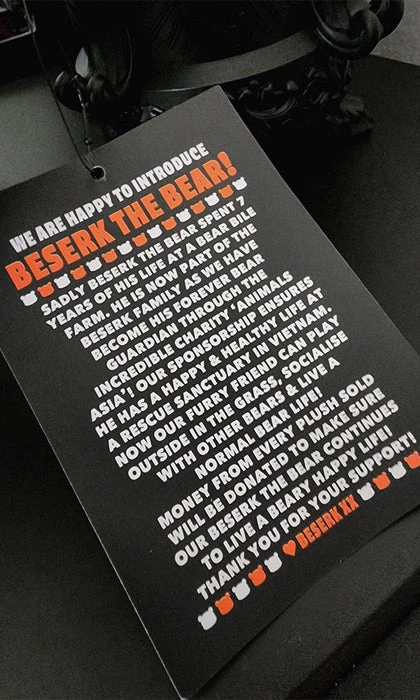 WE ARE HAPPY TO INTRODUCE
BESERK THE BEAR!
SADLY BESERK THE BEAR SPENT 7
YEARS OF HIS LIFE AT A BEAR BILE
FARM. HE IS NOW PART OF THE
BESERK FAMILY AS WE HAVE
BECOME HIS FOREVER BEAR
GUARDIAN THROUGH THE
INCREDIBLE CHARITY ANIMALS
ASIA'! OUR SPONSORSHIP ENSURES
HE HAS A HAPPY & HEALTHY LIFE AT
A RESCUE SANCTUARY IN VIETNAM.
NOW OUR FURRY FRIEND CAN PLAY
OUTSIDE IN THE GRASS, SOCIALISE
WITH OTHER BEARS & LIVE A
NORMAL BEAR LIFE!
MONEY FROM EVERY PLUSH SOLD
WILL BE DONATED TO MAKE SURE
OUR BESERK THE BEAR CONTINUES
TO LIVE A BEARY HAPPY LIFE!
THANK YOU FOR YOUR SUPPORT!
♥BESERK XX